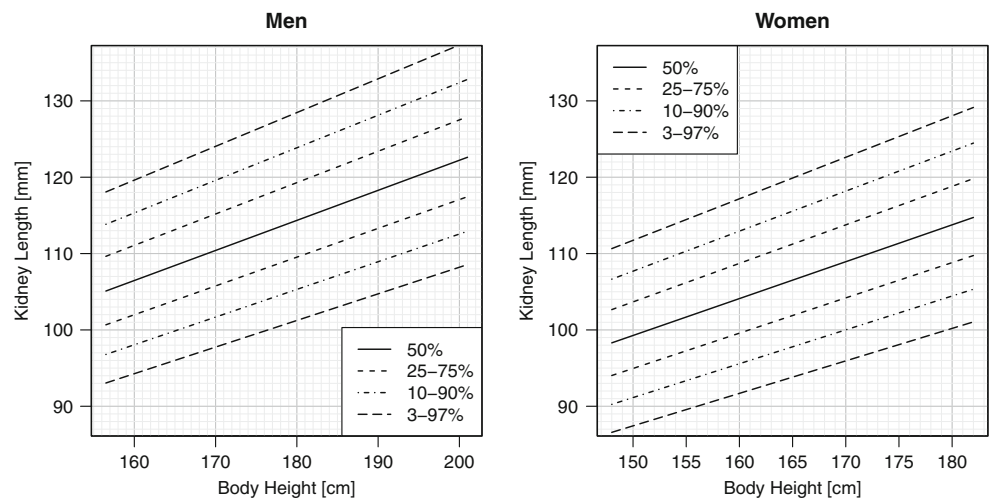 Men
Kidney Length [mm]
130
120
110
100
90
50%
25–75%
10–90%
3–97%
160 170 180 190 200
Body Height [cm]
Women
50%
25–75%
10–90%
3–97%
Kidney Length [mm]
130
120
110
100
90
150 155 160 165 170 175 180
Body Height [cm]